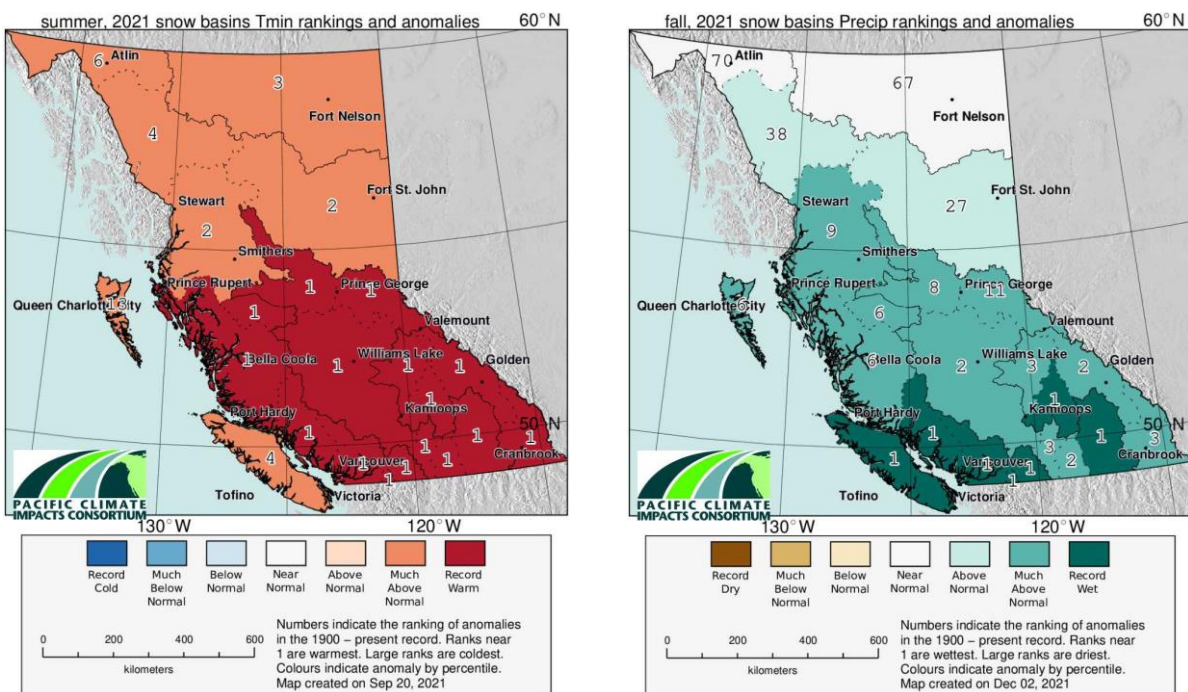 summer, 2021 snow basins Tmin rankings and anomalies
60°N
6
Atlin
3
Fort Nelson
4
Fort St. John
2
Stewart
2
Smithers
Prince Rupert
1
1
Prince George
Queen Charlotte City
13
1
Valemount
1
Bella Coola
1
Williams Lake
1
1
Golden
1
Kamloops
50°N
Port Hardy
1
1
1
1
1
Cranbrook
4
Vancouver
1
1
1
Tofino
Victoria
PACIFIC CLIMATE
IMPACTS CONSORTIUM
130°W
120°W
Record
Cold
Much
Below
Normal
Below
Normal
Near
Normal
Above
Normal
Much
Above
Normal
Record
Warm
0 200 400 600
kilometers
Numbers indicate the ranking of anomalies
in the 1900 – present record. Ranks near
1 are warmest. Large ranks are coldest.
Colours indicate anomaly by percentile.
Map created on Sep 20, 2021
fall, 2021 snow basins Precip rankings and anomalies
60°N
70
Atlin
67
Fort Nelson
38
Fort St. John
27
Stewart
9
Smithers
Prince Rupert
8
11
Prince George
Queen Charlotte City
6
6
Valemount
6
Bella Coola
2
Williams Lake
3
2
Golden
1
Kamloops
50°N
Port Hardy
1
3
1
3
2
Cranbrook
1
Vancouver
1
1
1
Tofino
Victoria
PACIFIC CLIMATE
IMPACTS CONSORTIUM
130°W
120°W
Record
Dry
Much
Below
Normal
Below
Normal
Near
Normal
Above
Normal
Much
Above
Normal
Record
Wet
0 200 400 600
kilometers
Numbers indicate the ranking of anomalies
in the 1900 – present record. Ranks near
1 are wettest. Large ranks are driest.
Colours indicate anomaly by percentile.
Map created on Dec 02, 2021